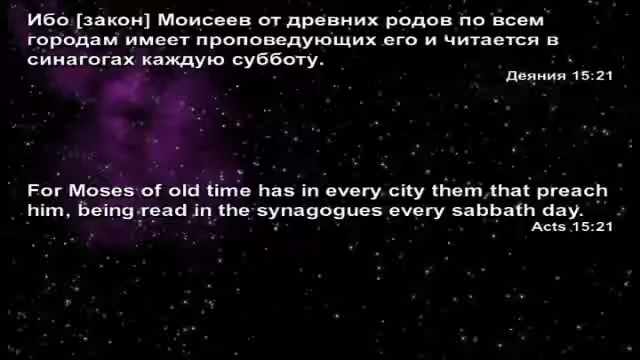 Ибо [закон] Моисеев от древних родов по всем
городам имеет проповедующих его и читается в
синагогах каждую субботу.
Деяния 15:21
For Moses of old time has in every city them that preach
him, being read in the synagogues every sabbath day.
Acts 15:21